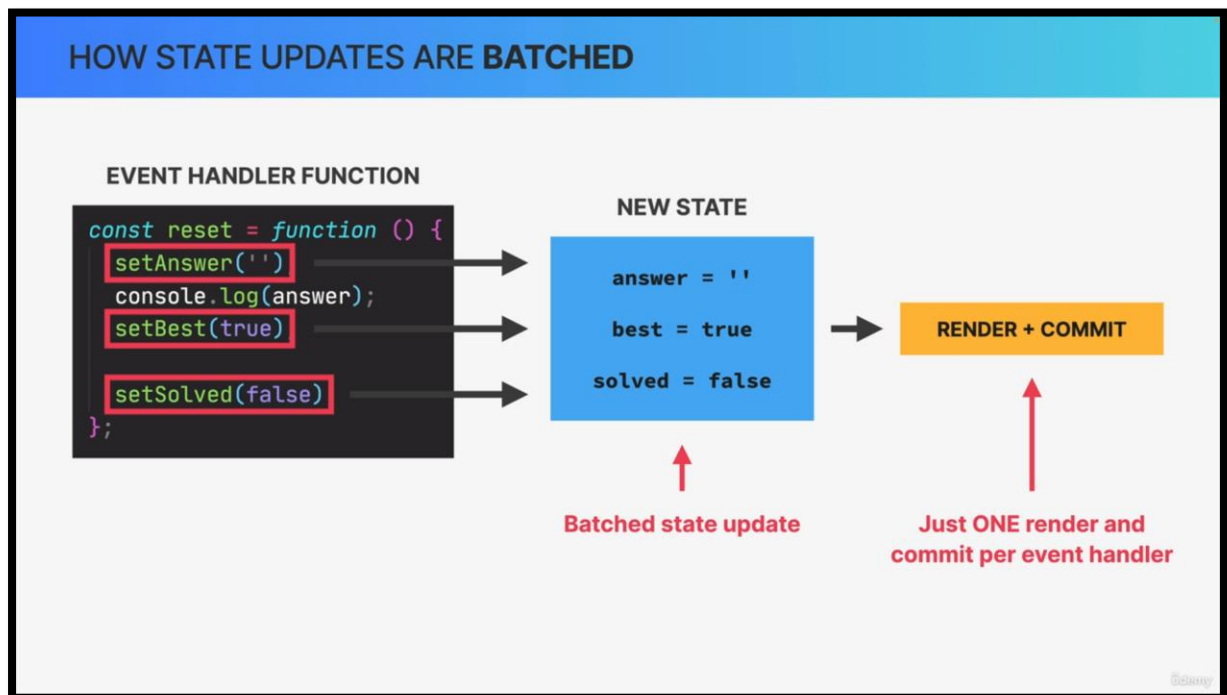 HOW STATE UPDATES ARE BATCHED
EVENT HANDLER FUNCTION
const reset = function () {
setAnswer('')
console.log(answer);
setBest(true)
setSolved(false)
};
NEW STATE
answer = ''
best = true
solved = false
Batched state update
RENDER + COMMIT
Just ONE render and
commit per event handler
ûdemy